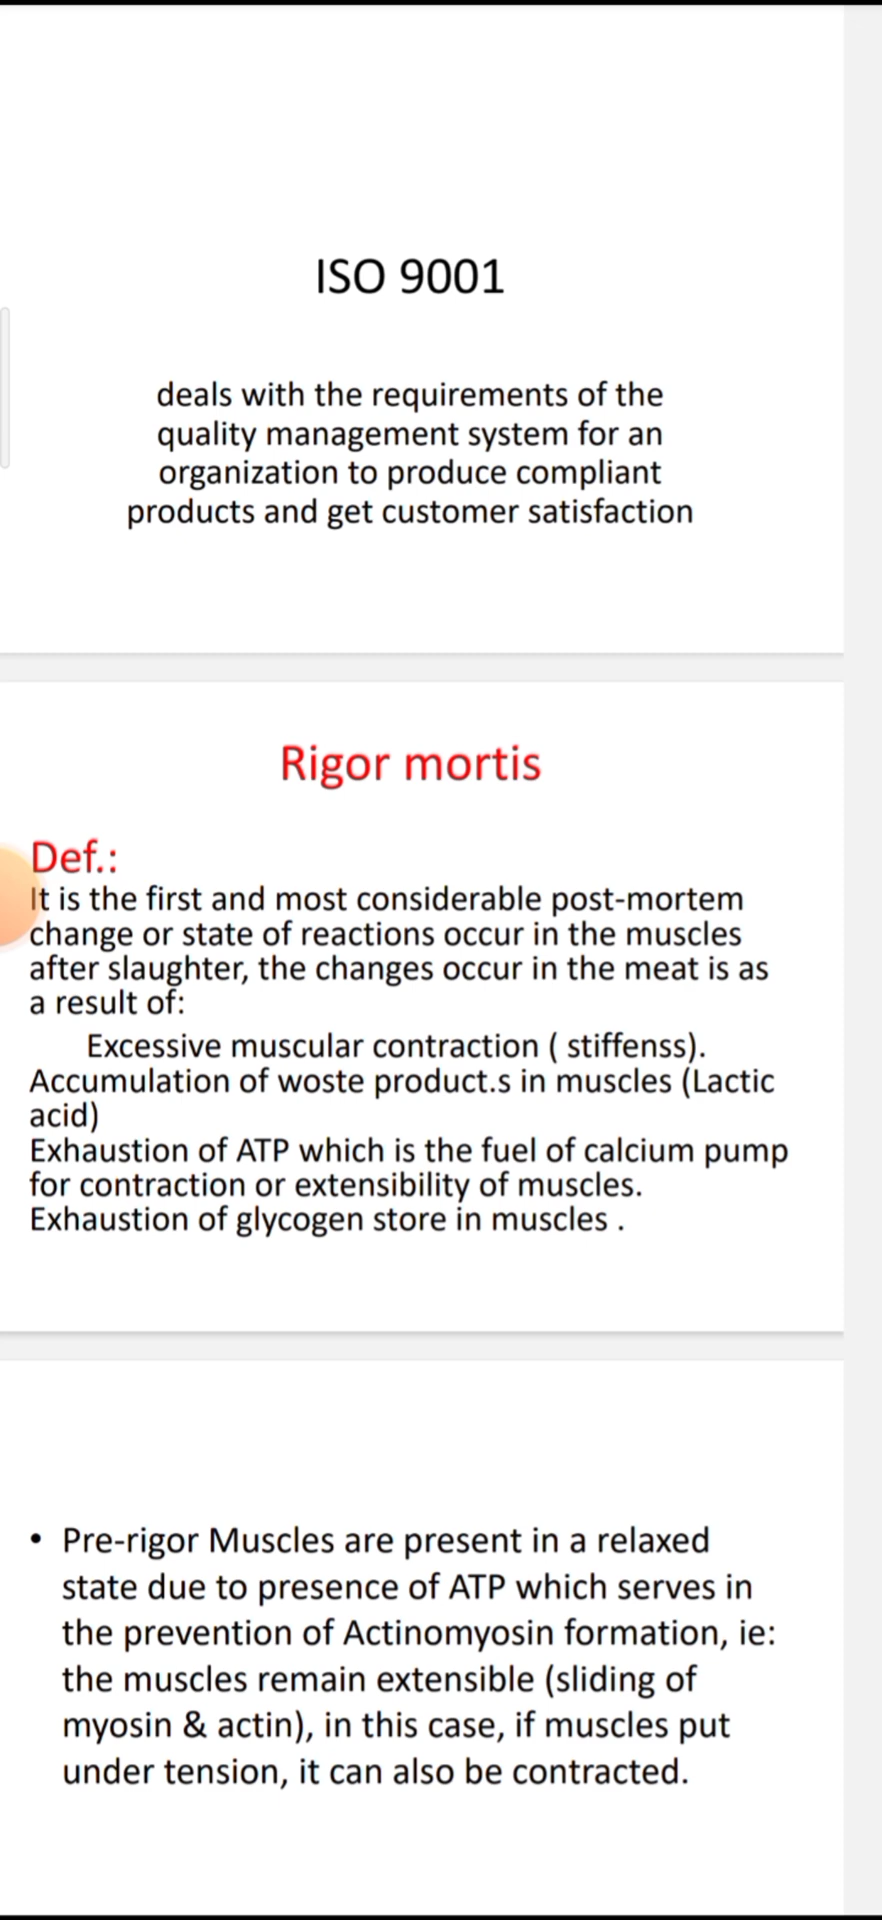 ISO 9001
deals with the requirements of the
quality management system for an
organization to produce compliant
products and get customer satisfaction
Rigor mortis
Def.:
It is the first and most considerable post-mortem
change or state of reactions occur in the muscles
after slaughter, the changes occur in the meat is as
a result of:
Excessive muscular contraction ( stiffenss).
Accumulation of woste product.s in muscles (Lactic
acid)
Exhaustion of ATP which is the fuel of calcium pump
for contraction or extensibility of muscles.
Exhaustion of glycogen store in muscles .
• Pre-rigor Muscles are present in a relaxed
state due to presence of ATP which serves in
the prevention of Actinomyosin formation, ie:
the muscles remain extensible (sliding of
myosin & actin), in this case, if muscles put
under tension, it can also be contracted.